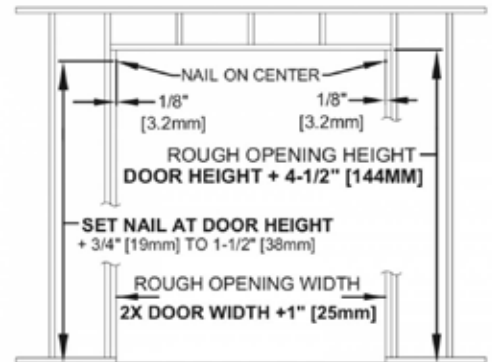 NAIL ON CENTER
1/8"
[3.2mm]
1/8"
[3.2mm]
ROUGH OPENING HEIGHT
DOOR HEIGHT + 4-1/2" [144MM]
SET NAIL AT DOOR HEIGHT
+ 3/4" [19mm] TO 1-1/2" [38mm]
ROUGH OPENING WIDTH
2X DOOR WIDTH +1" [25mm]